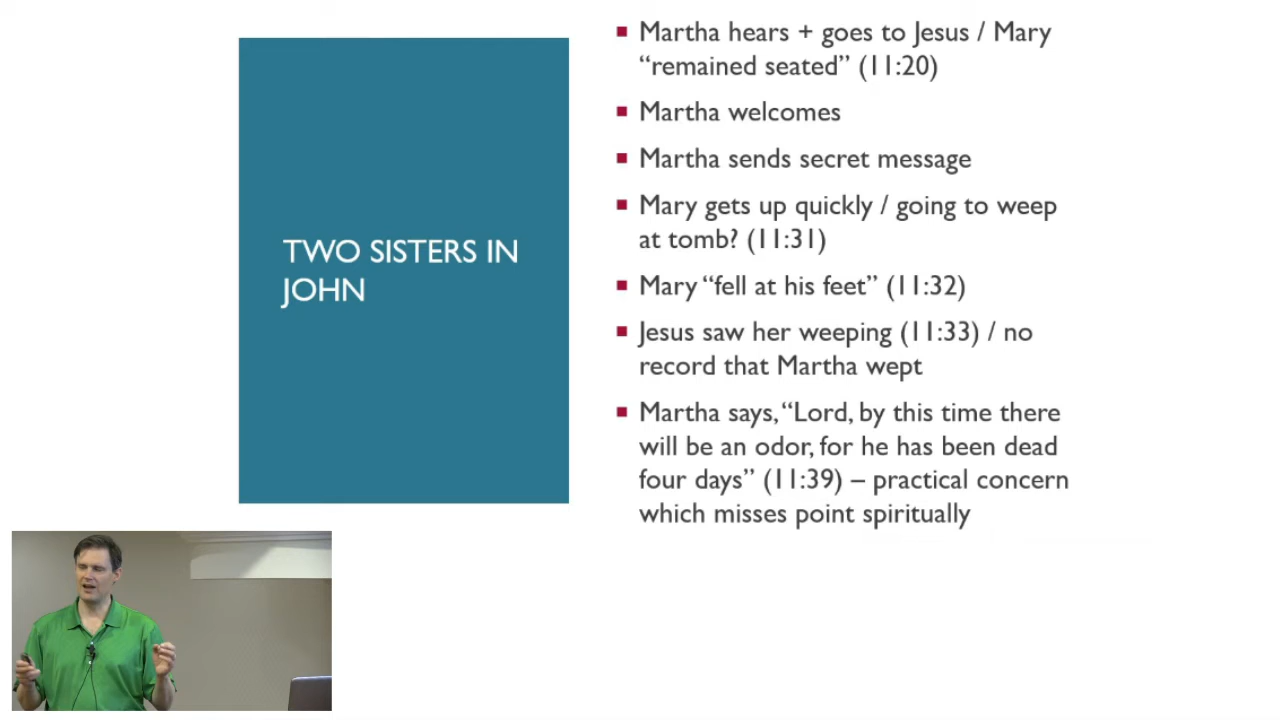 TWO SISTERS IN
JOHN
Martha hears + goes to Jesus / Mary
“remained seated” (11:20)
Martha welcomes
Martha sends secret message
Mary gets up quickly / going to weep
at tomb? (11:31)
Mary “fell at his feet” (11:32)
Jesus saw her weeping (11:33) / no
record that Martha wept
Martha says, “Lord, by this time there
will be an odor, for he has been dead
four days” (11:39) – practical concern
which misses point spiritually